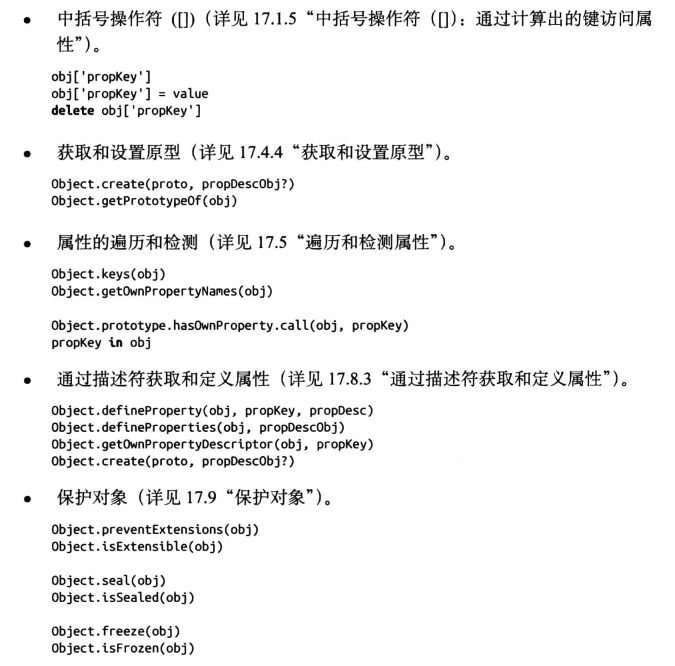 • 中括号操作符 ([])（详见 17.1.5“中括号操作符（[]）：通过计算出的键访问属
性”）。
obj['propKey']
obj['propKey'] = value
delete obj['propKey']
• 获取和设置原型（详见 17.4.4“获取和设置原型”）。
Object.create(proto, propDescObj?)
Object.getPrototypeOf(obj)
• 属性的遍历和检测（详见 17.5“遍历和检测属性”）。
Object.keys(obj)
Object.getOwnPropertyNames(obj)
Object.prototype.hasOwnProperty.call(obj, propKey)
propKey in obj
• 通过描述符获取和定义属性（详见 17.8.3“通过描述符获取和定义属性”）。
Object.defineProperty(obj, propKey, propDesc)
Object.defineProperties(obj, propDescObj)
Object.getOwnPropertyDescriptor(obj, propKey)
Object.create(proto, propDescObj?)
• 保护对象（详见 17.9“保护对象”）。
Object.preventExtensions(obj)
Object.isExtensible(obj)
Object.seal(obj)
Object.isSealed(obj)
Object.freeze(obj)
Object.isFrozen(obj)